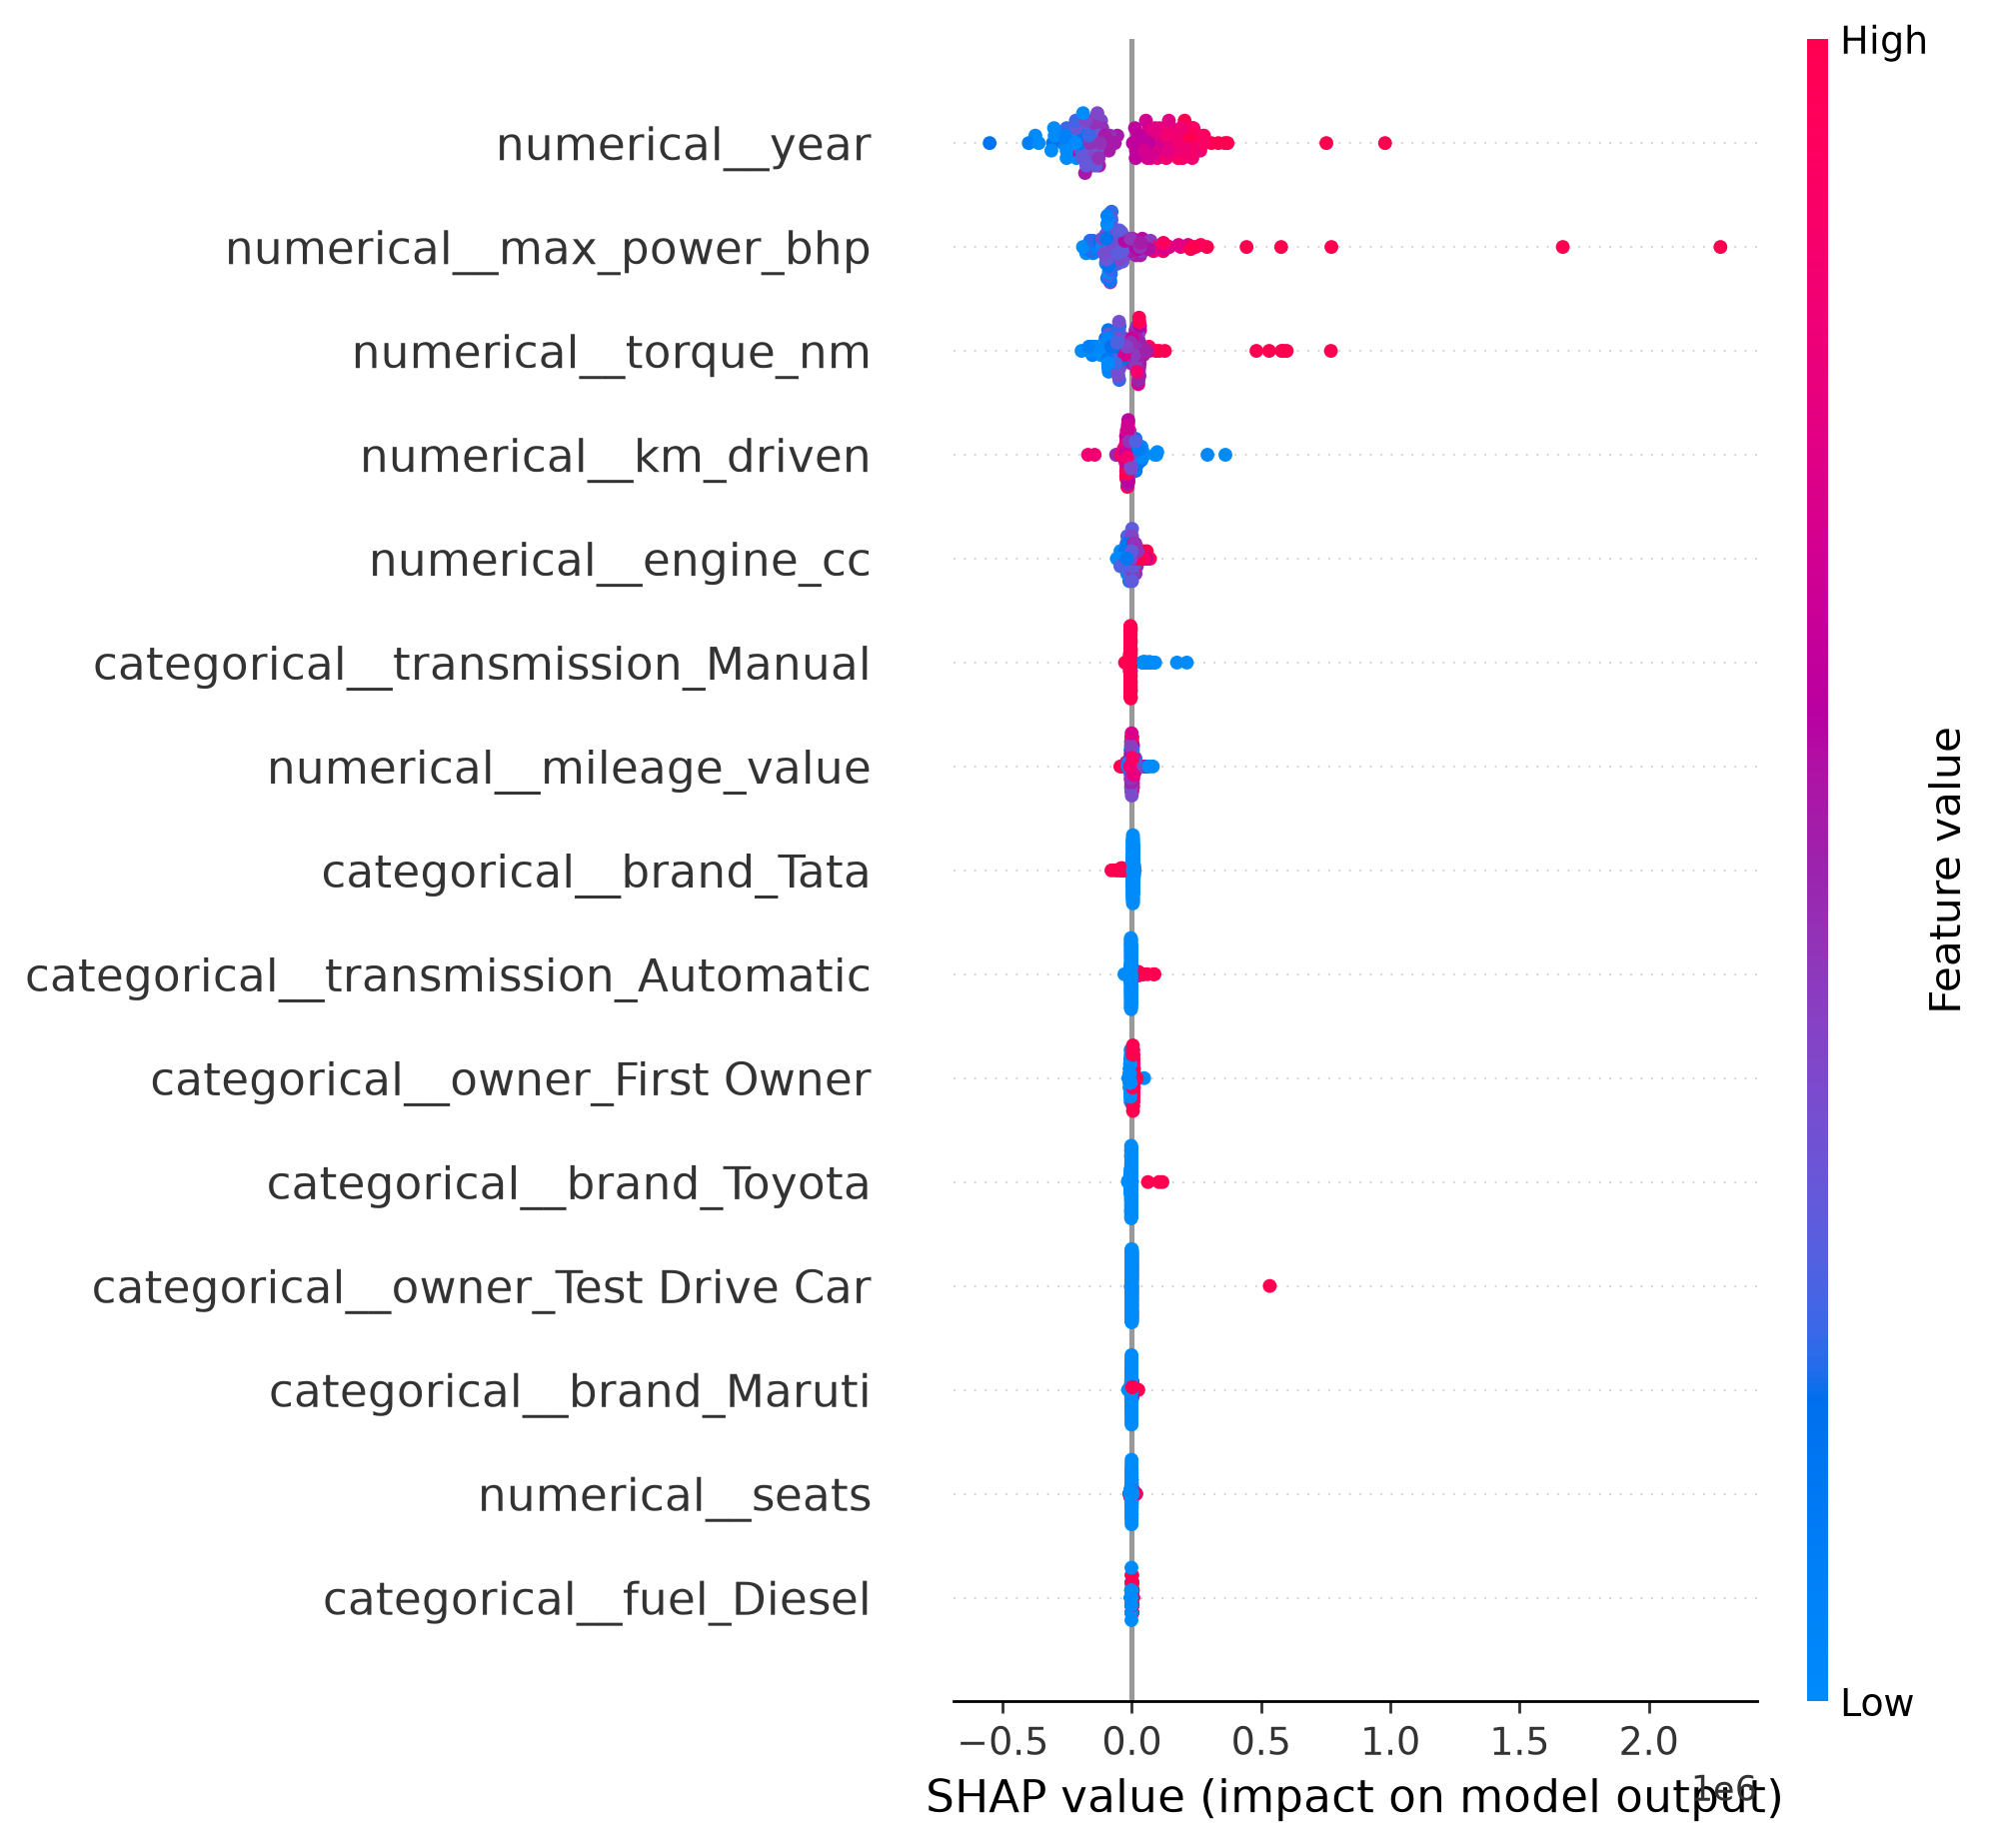 High
numerical__year
numerical__max_power_bhp
numerical__torque_nm
numerical__km_driven
numerical__engine_cc
categorical__transmission_Manual
numerical__mileage_value
categorical__brand_Tata
categorical__transmission_Automatic
categorical__owner_First Owner
categorical__brand_Toyota
categorical__owner_Test Drive Car
categorical__brand_Maruti
numerical__seats
categorical__fuel_Diesel
Feature value
Low
−0.5 0.0 0.5 1.0 1.5 2.0
1e6
SHAP value (impact on model output)